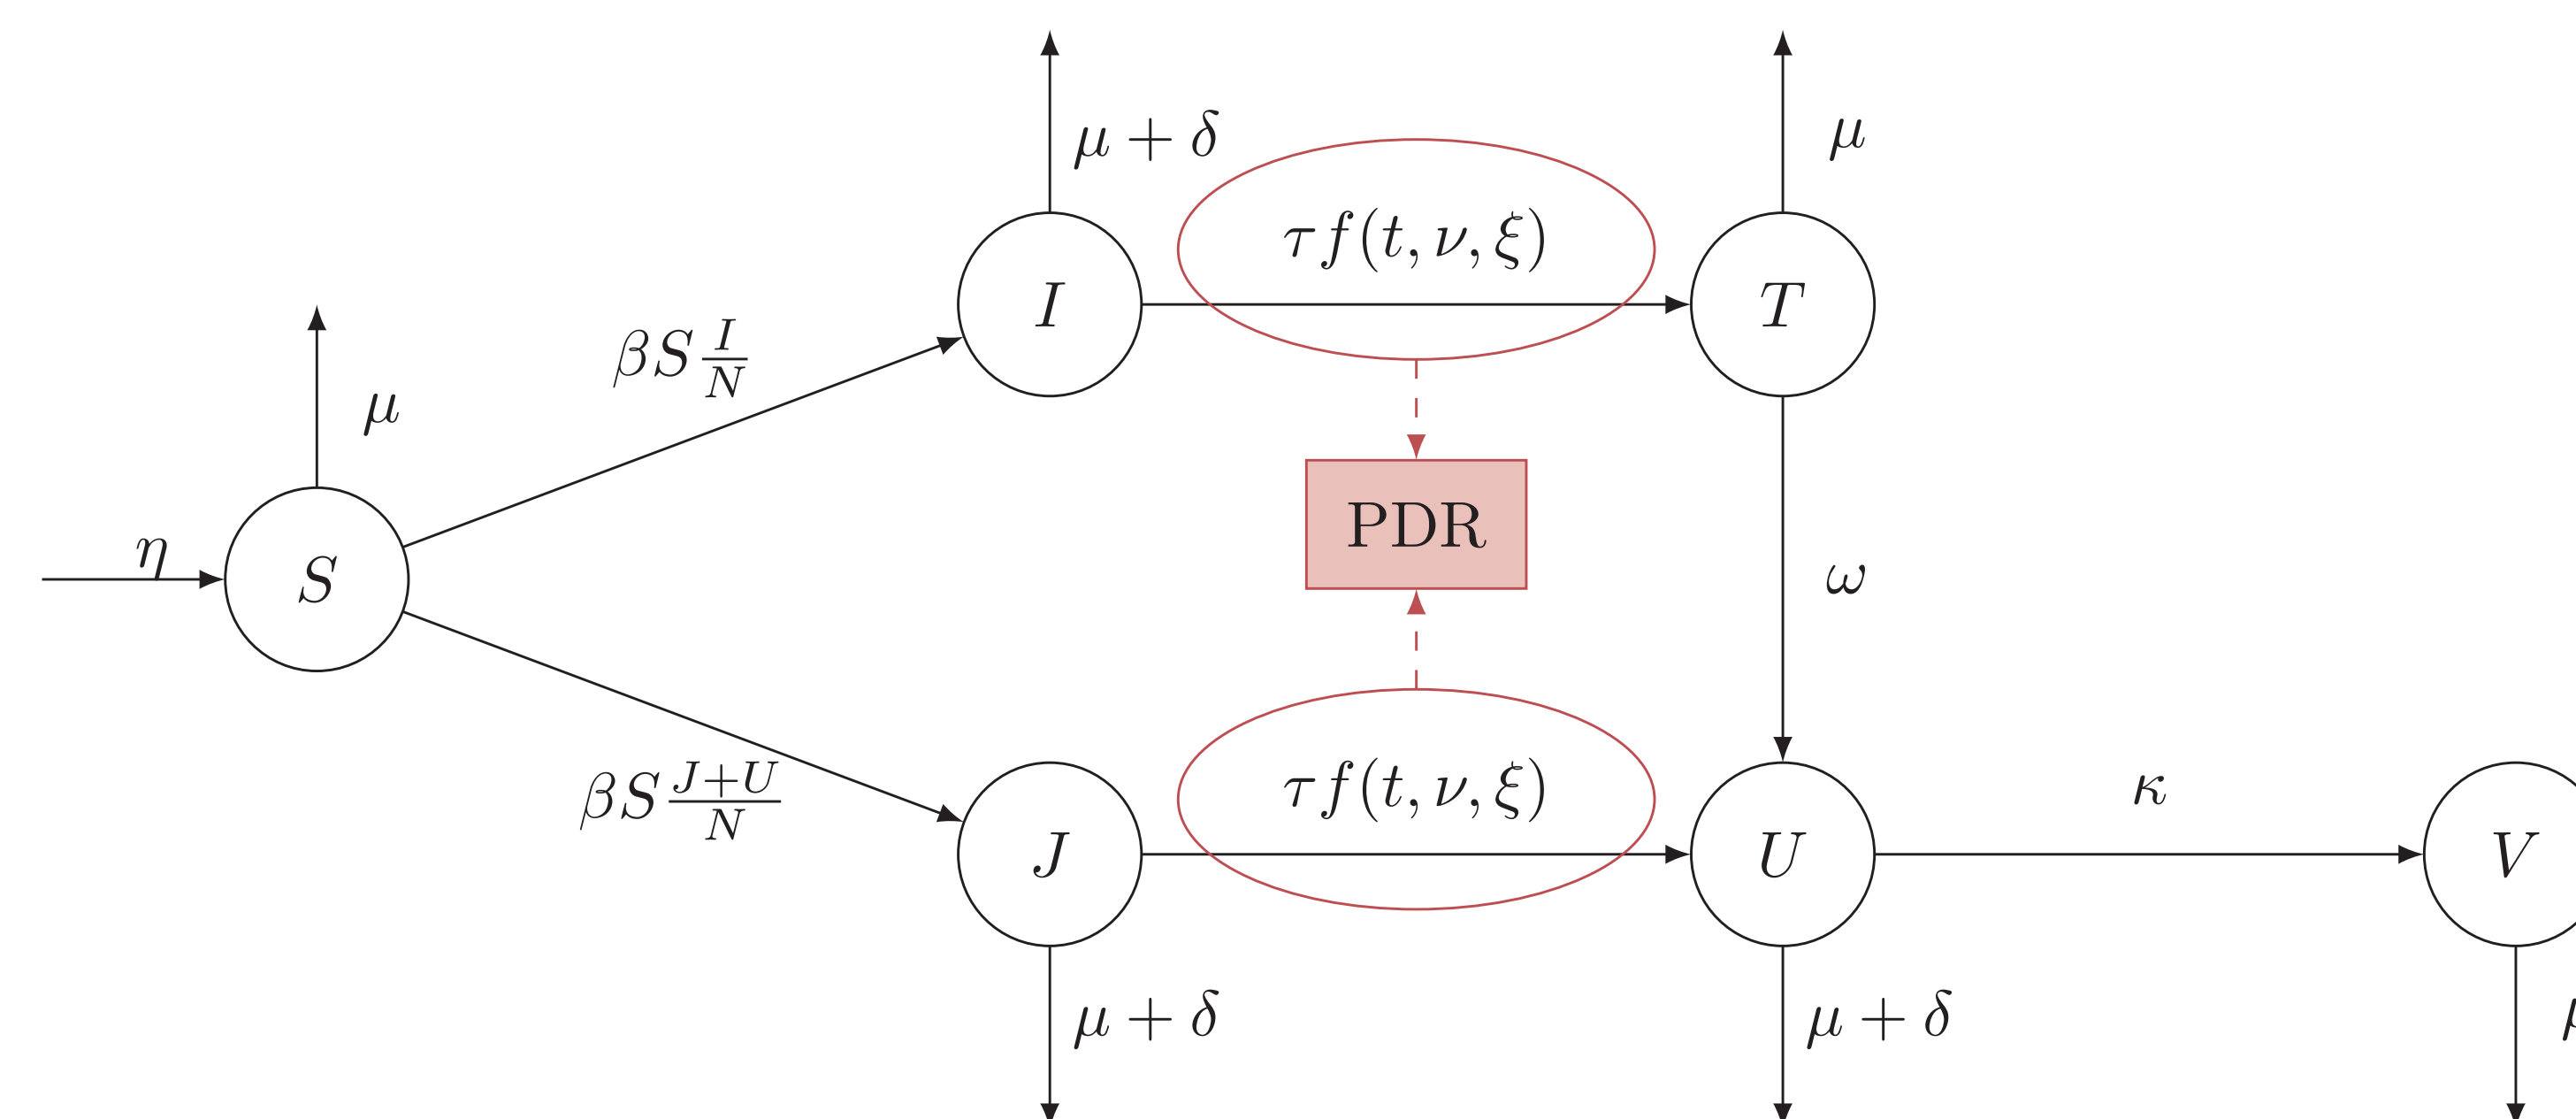 μ + δ
μ
τf(t, ν, ξ)
I
T
βS I/N
μ
PDR
η
S
ω
βS J+U/N
τf(t, ν, ξ)
κ
J
U
V
μ + δ
μ + δ